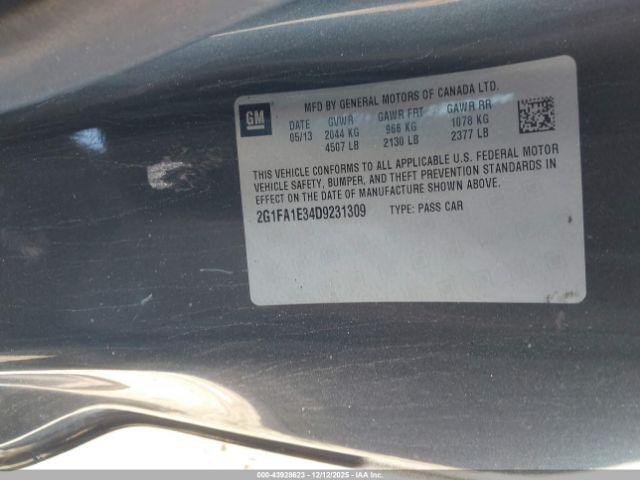 MFD BY GENERAL MOTORS OF CANADA LTD.
GM
DATE GVWR GAWR FRT GAWR RR
05/13 2044 KG 966 KG 1078 KG
4507 LB 2130 LB 2377 LB
THIS VEHICLE CONFORMS TO ALL APPLICABLE U.S. FEDERAL MOTOR
VEHICLE SAFETY, BUMPER, AND THEFT PREVENTION STANDARDS IN
EFFECT ON THE DATE OF MANUFACTURE SHOWN ABOVE.
2G1FA1E34D9231309 TYPE: PASS CAR
000-43928623 - 12/12/2025 - IAAI.COM